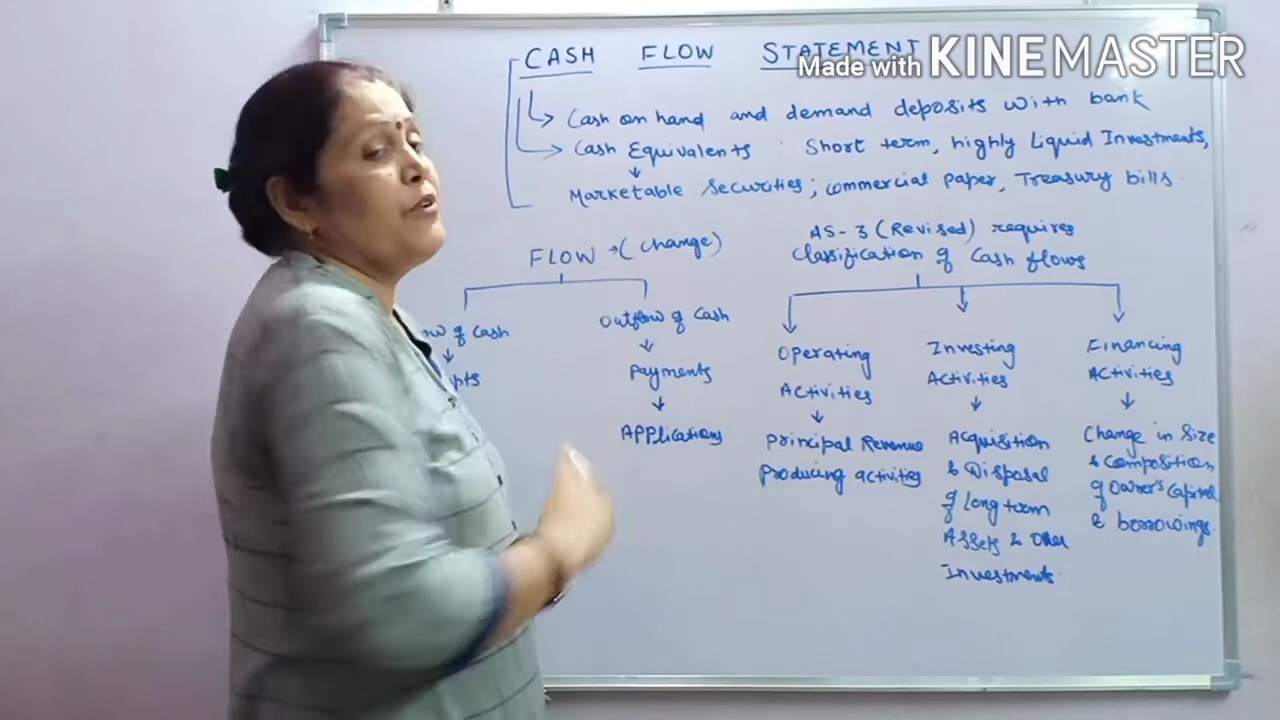 CASH FLOW STATEMENT
Made with KINEMASTER
Cash on hand and demand deposits with bank
Cash Equivalents : Short term, highly Liquid Investments,
Marketable Securities; Commercial paper, Treasury bills
FLOW → (Change)
of Cash
Outflow of Cash
Payments
Applications
AS-3 (Revised) requires
Classification of Cash flows
Operating
Activities
Principal Revenue
Producing activities
Investing
Activities
Acquisition
& Disposal
of Long term
Assets & Other
Investments
Financing
Activities
Change in Size
& Composition
of Owner's Capital
& borrowings